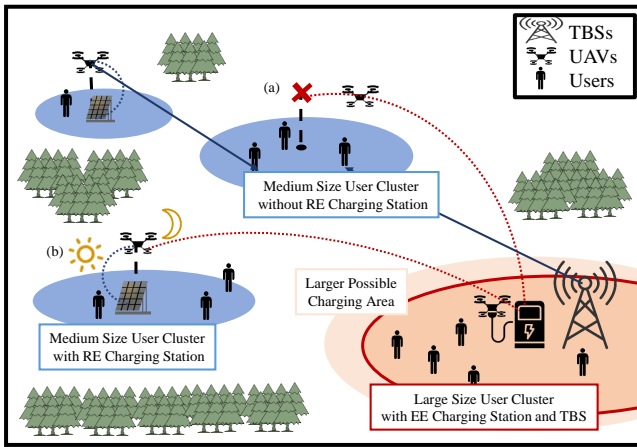 TBSs
UAVs
Users
(a)
Medium Size User Cluster
without RE Charging Station
(b)
Larger Possible
Charging Area
Medium Size User Cluster
with RE Charging Station
Large Size User Cluster
with EE Charging Station and TBS